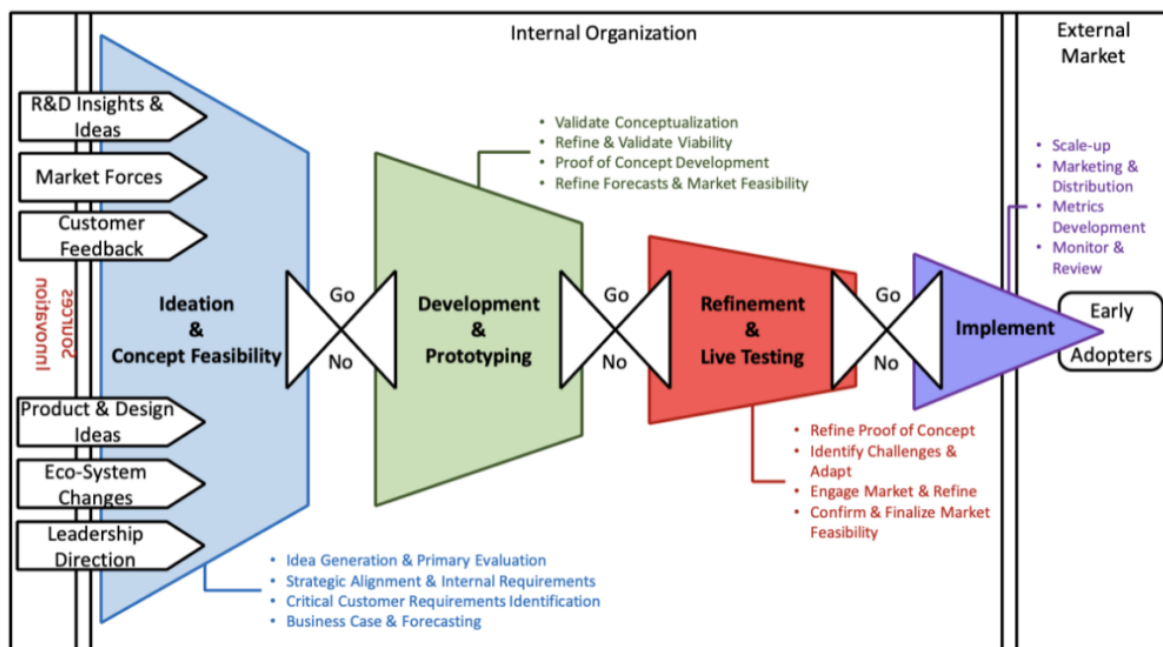 Internal Organization
External
Market
R&D Insights &
Ideas
Market Forces
Customer
Feedback
Innovation
Sources
Product & Design
Ideas
Eco-System
Changes
Leadership
Direction
Ideation
&
Concept Feasibility
• Idea Generation & Primary Evaluation
• Strategic Alignment & Internal Requirements
• Critical Customer Requirements Identification
• Business Case & Forecasting
Go
No
• Validate Conceptualization
• Refine & Validate Viability
• Proof of Concept Development
• Refine Forecasts & Market Feasibility
Development
&
Prototyping
Go
No
Refinement
&
Live Testing
• Refine Proof of Concept
• Identify Challenges &
Adapt
• Engage Market & Refine
• Confirm & Finalize Market
Feasibility
Go
No
• Scale-up
• Marketing &
Distribution
• Metrics
Development
• Monitor &
Review
Implement
Early
Adopters